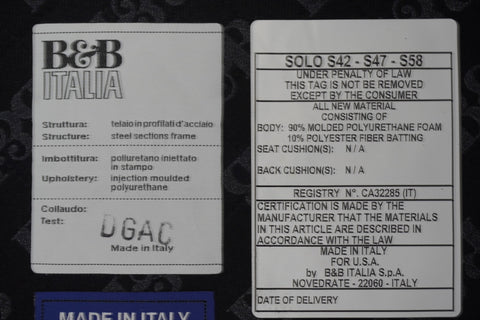 B&B
ITALIA
Struttura: telaio in profilati d'acciaio
Structure: steel sections frame
Imbottitura: poliuretano iniettato
in stampo
Upholstery: injection moulded
polyurethane
Collaudo:
Test: DGAC
Made in Italy
MADE IN ITALY
SOLO S42 - S47 - S58
UNDER PENALTY OF LAW
THIS TAG IS NOT BE REMOVED
EXCEPT BY THE CONSUMER
ALL NEW MATERIAL
CONSISTING OF
BODY: 90% MOLDED POLYURETHANE FOAM
10% POLYESTER FIBER BATTING
SEAT CUSHION(S): N/A
BACK CUSHION(S): N/A
REGISTRY N°. CA32285 (IT)
CERTIFICATION IS MADE BY THE
MANUFACTURER THAT THE MATERIALS
IN THIS ARTICLE ARE DESCRIBED IN
ACCORDANCE WITH THE LAW
MADE IN ITALY
FOR U.S.A.
by B&B ITALIA S.p.A.
NOVEDRATE - 22060 - ITALY
DATE OF DELIVERY